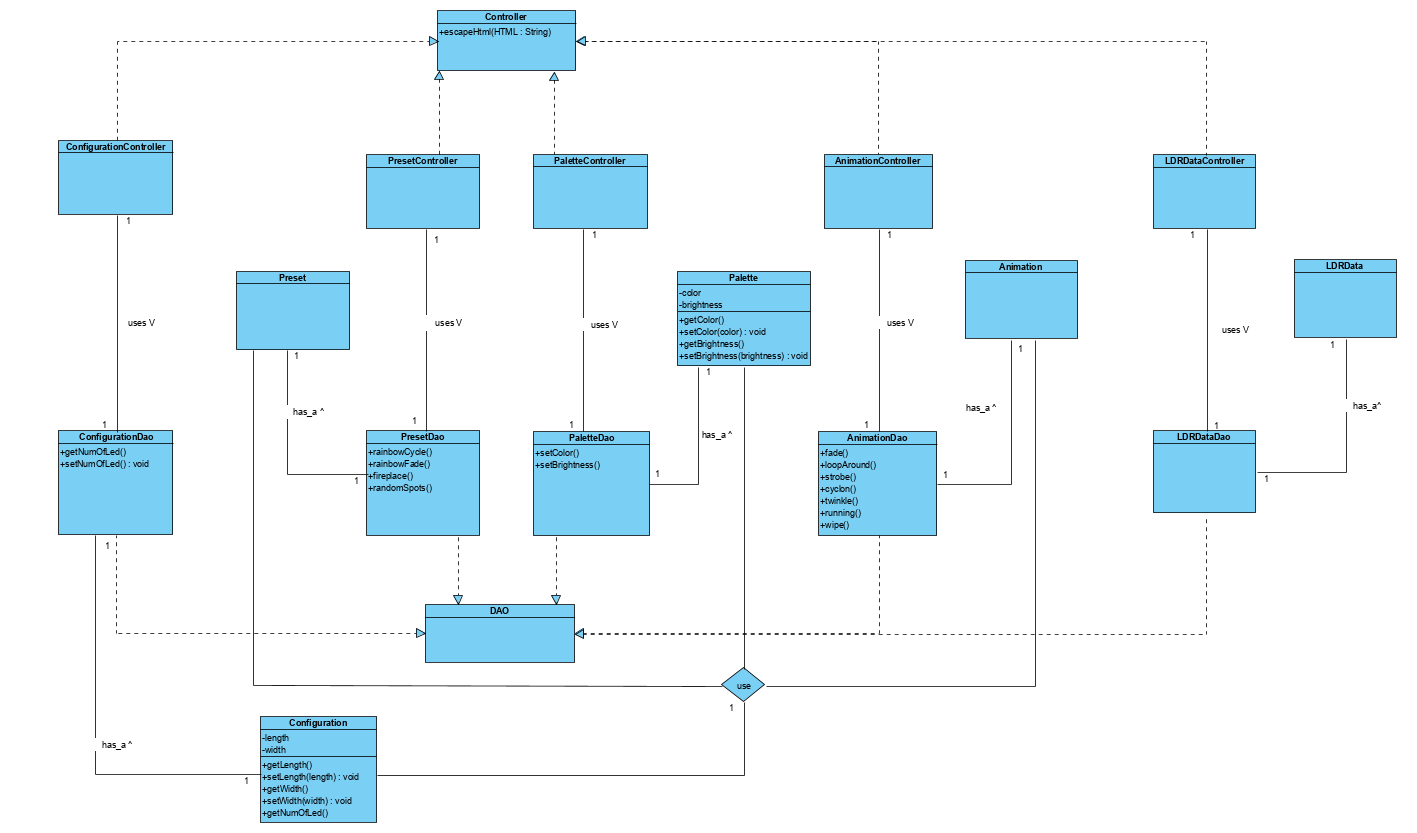 Controller
+escapeHtml(HTML : String)
ConfigurationController
PresetController
PaletteController
AnimationController
LDRDataController
1
1
1
1
1
Preset
Palette
-color
-brightness
+getColor()
+setColor(color) : void
+getBrightness()
+setBrightness(brightness) : void
Animation
LDRData
uses V
uses V
uses V
uses V
uses V
1
1
1
1
has_a ^
has_a ^
has_a ^
has_a^
1
1
1
1
1
ConfigurationDao
+getNumOfLed()
+setNumOfLed() : void
PresetDao
+rainbowCycle()
+rainbowFade()
+fireplace()
+randomSpots()
PaletteDao
+setColor()
+setBrightness()
AnimationDao
+fade()
+loopAround()
+strobe()
+cyclon()
+twinkle()
+running()
+wipe()
LDRDataDao
1
1
1
1
1
DAO
use
1
has_a ^
1
Configuration
-length
-width
+getLength()
+setLength(length) : void
+getWidth()
+setWidth(width) : void
+getNumOfLed()